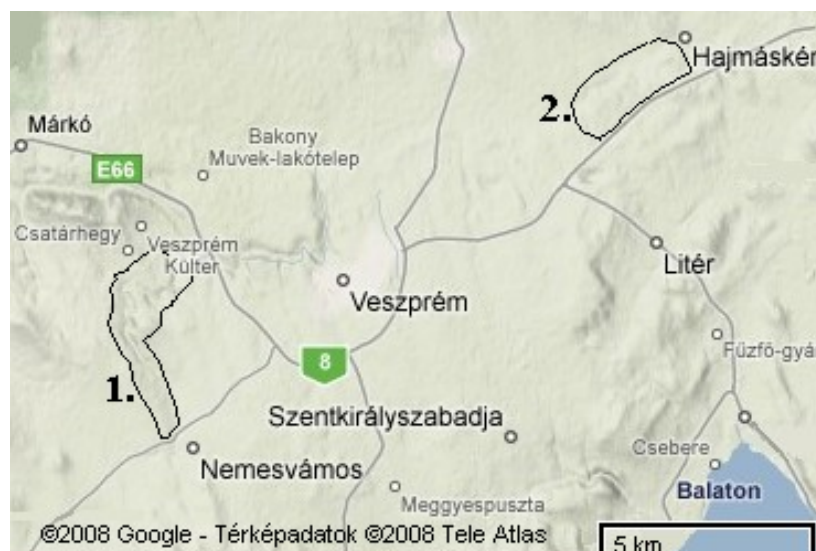 Hajmáskér
2.
Márkó
Bakony
Muvek-lakótelep
E66
Csatárhegy
Veszprém
Külter
Litér
Veszprém
Fűzfö-gyá
8
1.
Szentkirályszabadja
Nemesvámos
Csebere
Balaton
Meggyespuszta
©2008 Google - Térképadatok ©2008 Tele Atlas
5 km